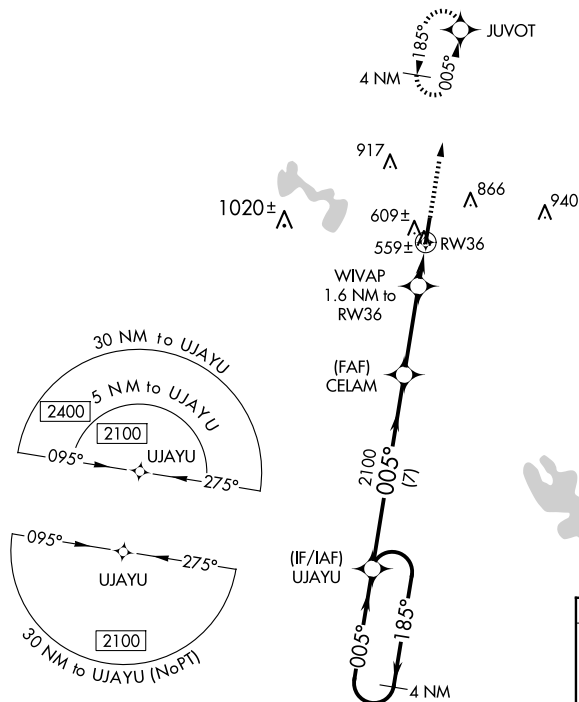 JUVOT
185°
005°
4 NM
917
866
940
1020±
609±
559±
RW36
WIVAP
1.6 NM to
RW36
(FAF)
CELAM
2100
005°
(7)
(IF/IAF)
UJAYU
005°
185°
4 NM
30 NM to UJAYU
2400
5 NM to UJAYU
2100
UJAYU
095°
275°
095°
275°
UJAYU
2100
30 NM to UJAYU (NoPT)